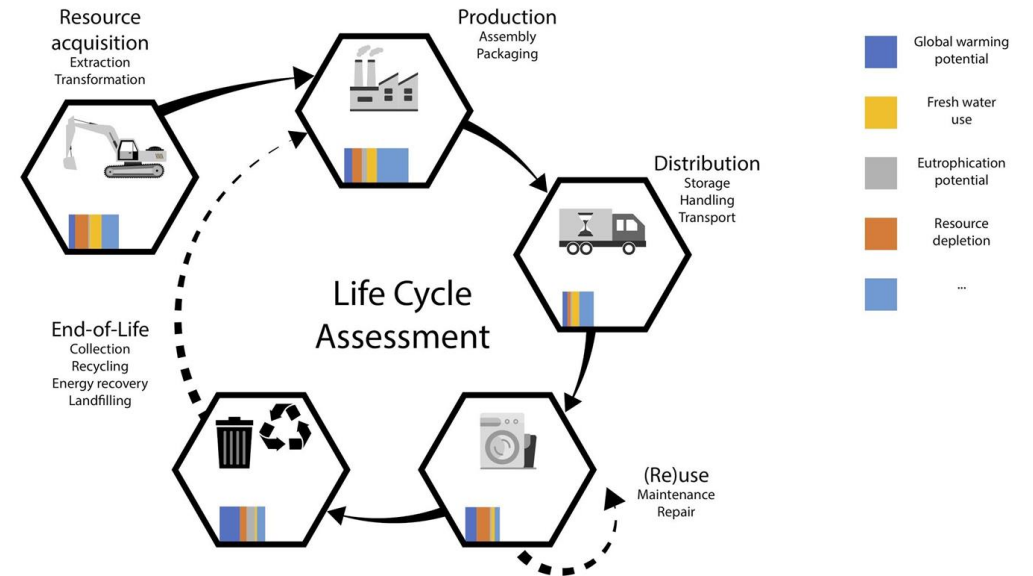 Resource
acquisition
Extraction
Transformation
Production
Assembly
Packaging
Distribution
Storage
Handling
Transport
Life Cycle
Assessment
End-of-Life
Collection
Recycling
Energy recovery
Landfilling
(Re)use
Maintenance
Repair
Global warming
potential
Fresh water
use
Eutrophication
potential
Resource
depletion
...